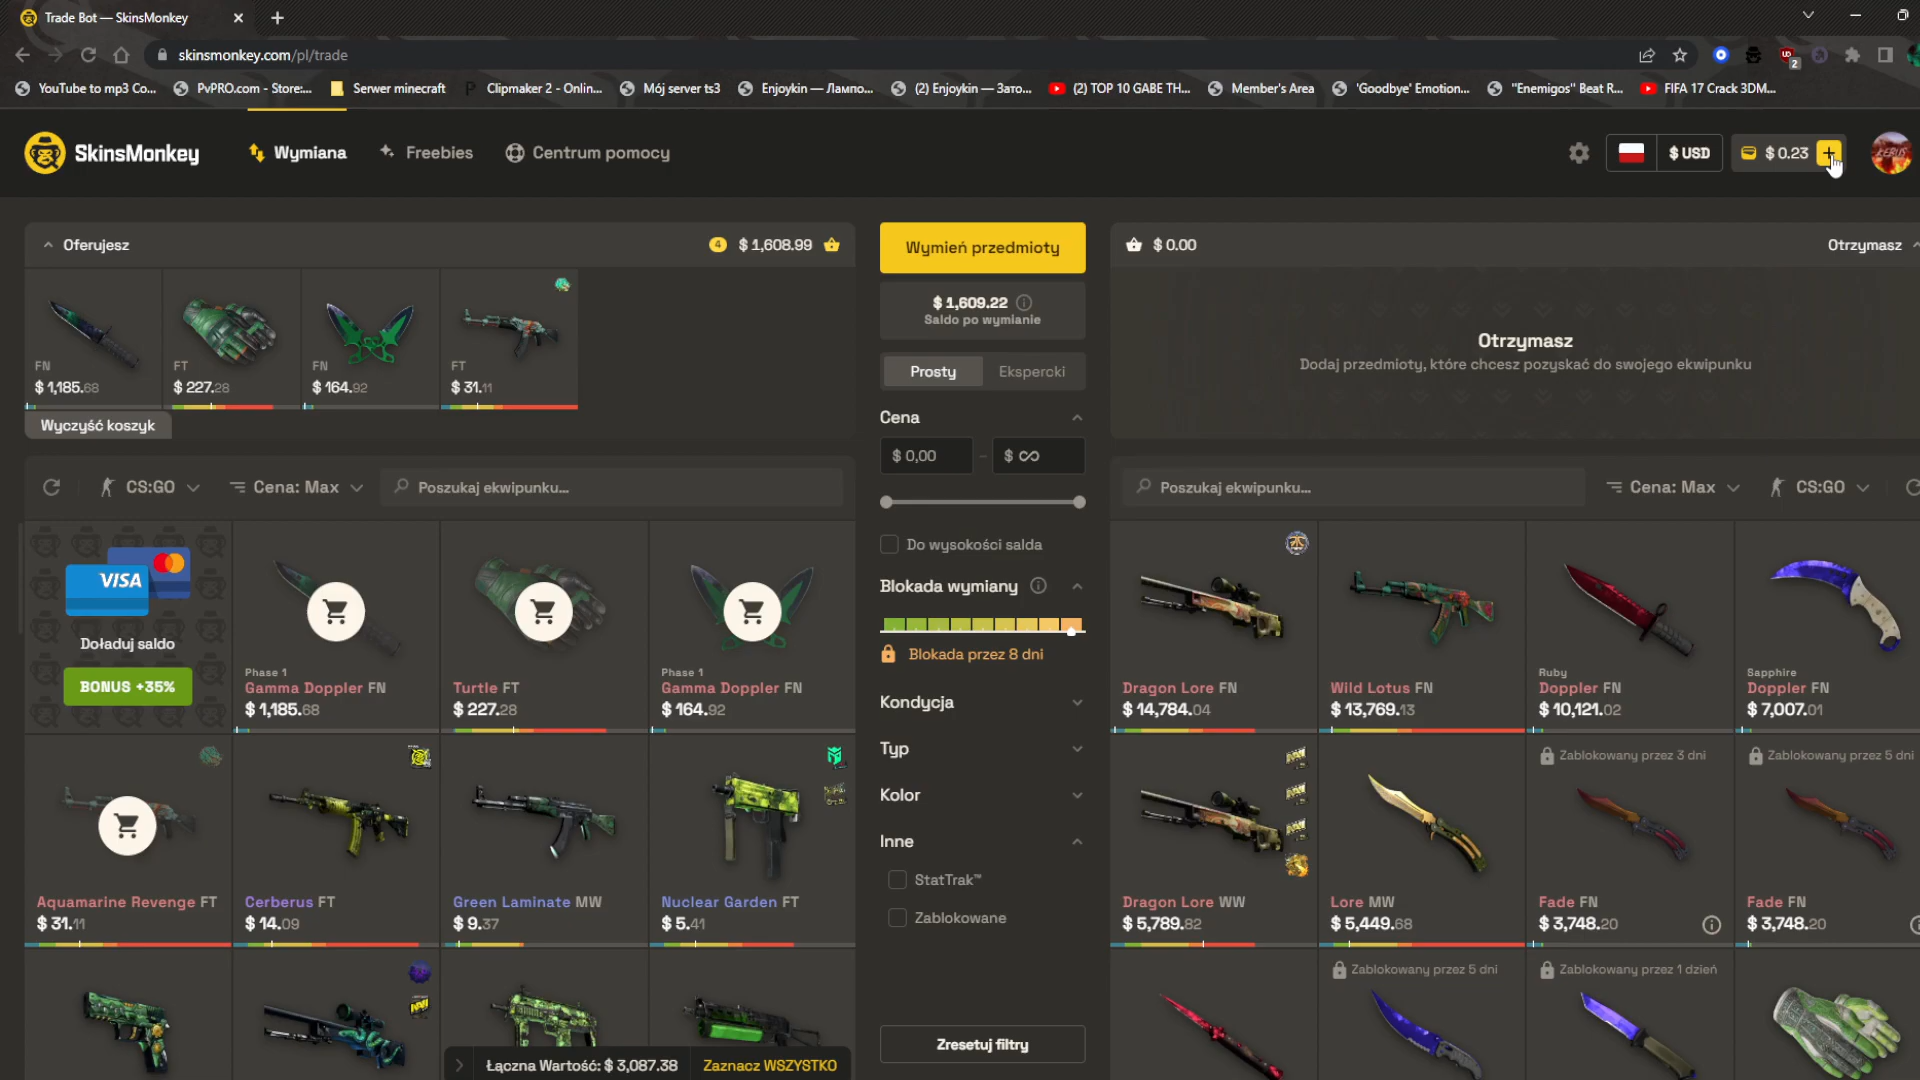 Trade Bot — SkinsMonkey
skinsmonkey.com/pl/trade
YouTube to mp3 Co...
PvPRO.com - Store:...
Serwer minecraft
Clipmaker 2 - Onlin...
Mój server ts3
Enjoykin — Лампо...
(2) Enjoykin — Зато...
(2) TOP 10 GABE TH...
Member's Area
'Goodbye' Emotion...
"Enemigos" Beat R...
FIFA 17 Crack 3DM...
SkinsMonkey
Wymiana
Freebies
Centrum pomocy
$ USD
$ 0.23
Oferujesz
4
$ 1,608.99
FN
$ 1,185.68
FT
$ 227.28
FN
$ 164.92
FT
$ 31.11
Wyczyść koszyk
Wymień przedmioty
$ 1,609.22
Saldo po wymianie
Prosty
Ekspercki
Cena
$ 0,00
-
$ ∞
Do wysokości salda
Blokada wymiany
Blokada przez 8 dni
Kondycja
Typ
Kolor
Inne
StatTrak™
Zablokowane
Zresetuj filtry
$ 0.00
Otrzymasz
Otrzymasz
Dodaj przedmioty, które chcesz pozyskać do swojego ekwipunku
CS:GO
Cena: Max
Poszukaj ekwipunku...
VISA
Doładuj saldo
BONUS +35%
Phase 1
Gamma Doppler FN
$ 1,185.68
Turtle FT
$ 227.28
Phase 1
Gamma Doppler FN
$ 164.92
Aquamarine Revenge FT
$ 31.11
Cerberus FT
$ 14.09
Green Laminate MW
$ 9.37
Nuclear Garden FT
$ 5.41
Łączna Wartość: $ 3,087.38
Zaznacz WSZYSTKO
Poszukaj ekwipunku...
Cena: Max
CS:GO
Dragon Lore FN
$ 14,784.04
Wild Lotus FN
$ 13,769.13
Ruby
Doppler FN
$ 10,121.02
Sapphire
Doppler FN
$ 7,007.01
Dragon Lore WW
$ 5,789.82
Lore MW
$ 5,449.68
Zablokowany przez 3 dni
Fade FN
$ 3,748.20
Zablokowany przez 5 dni
Fade FN
$ 3,748.20
Zablokowany przez 5 dni
Zablokowany przez 1 dzień